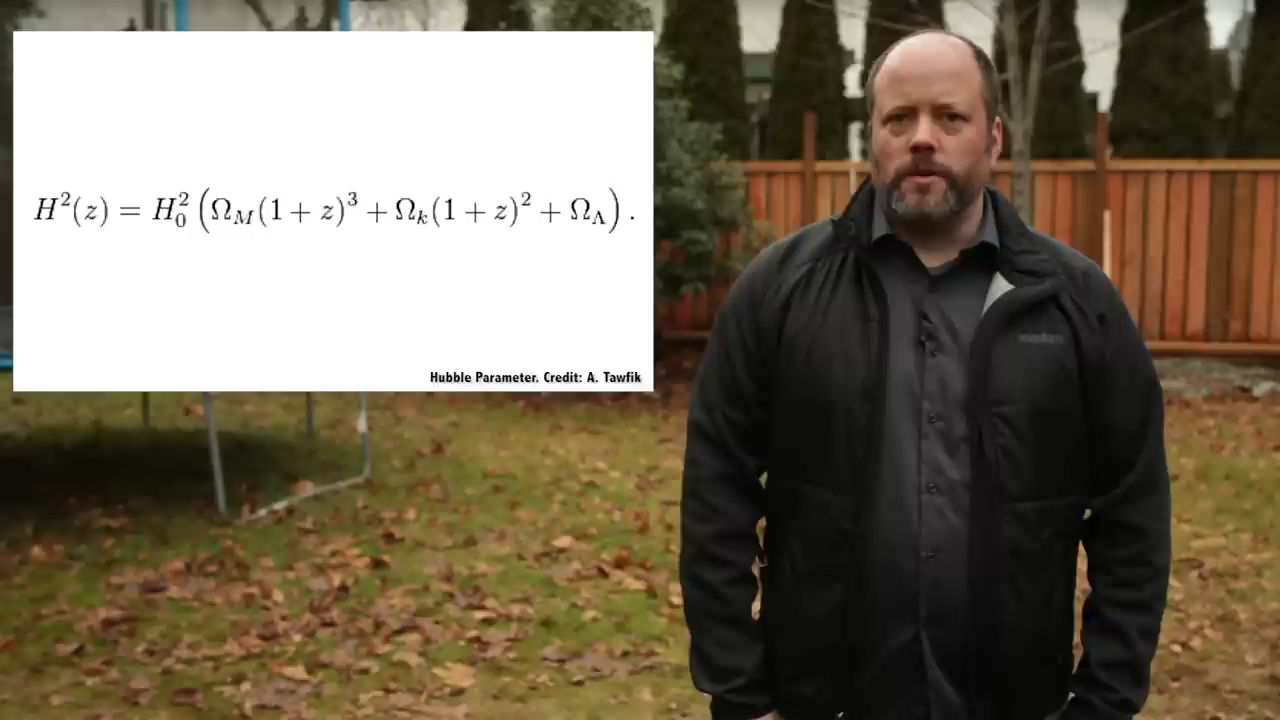 H²(z) = H₀² (Ω_M(1 + z)³ + Ω_k(1 + z)² + Ω_Λ) .
Hubble Parameter. Credit: A. Tawfik